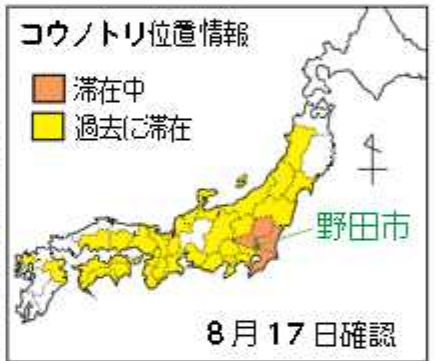 コウノトリ位置情報
滞在中
過去に滞在
野田市
8月17日確認